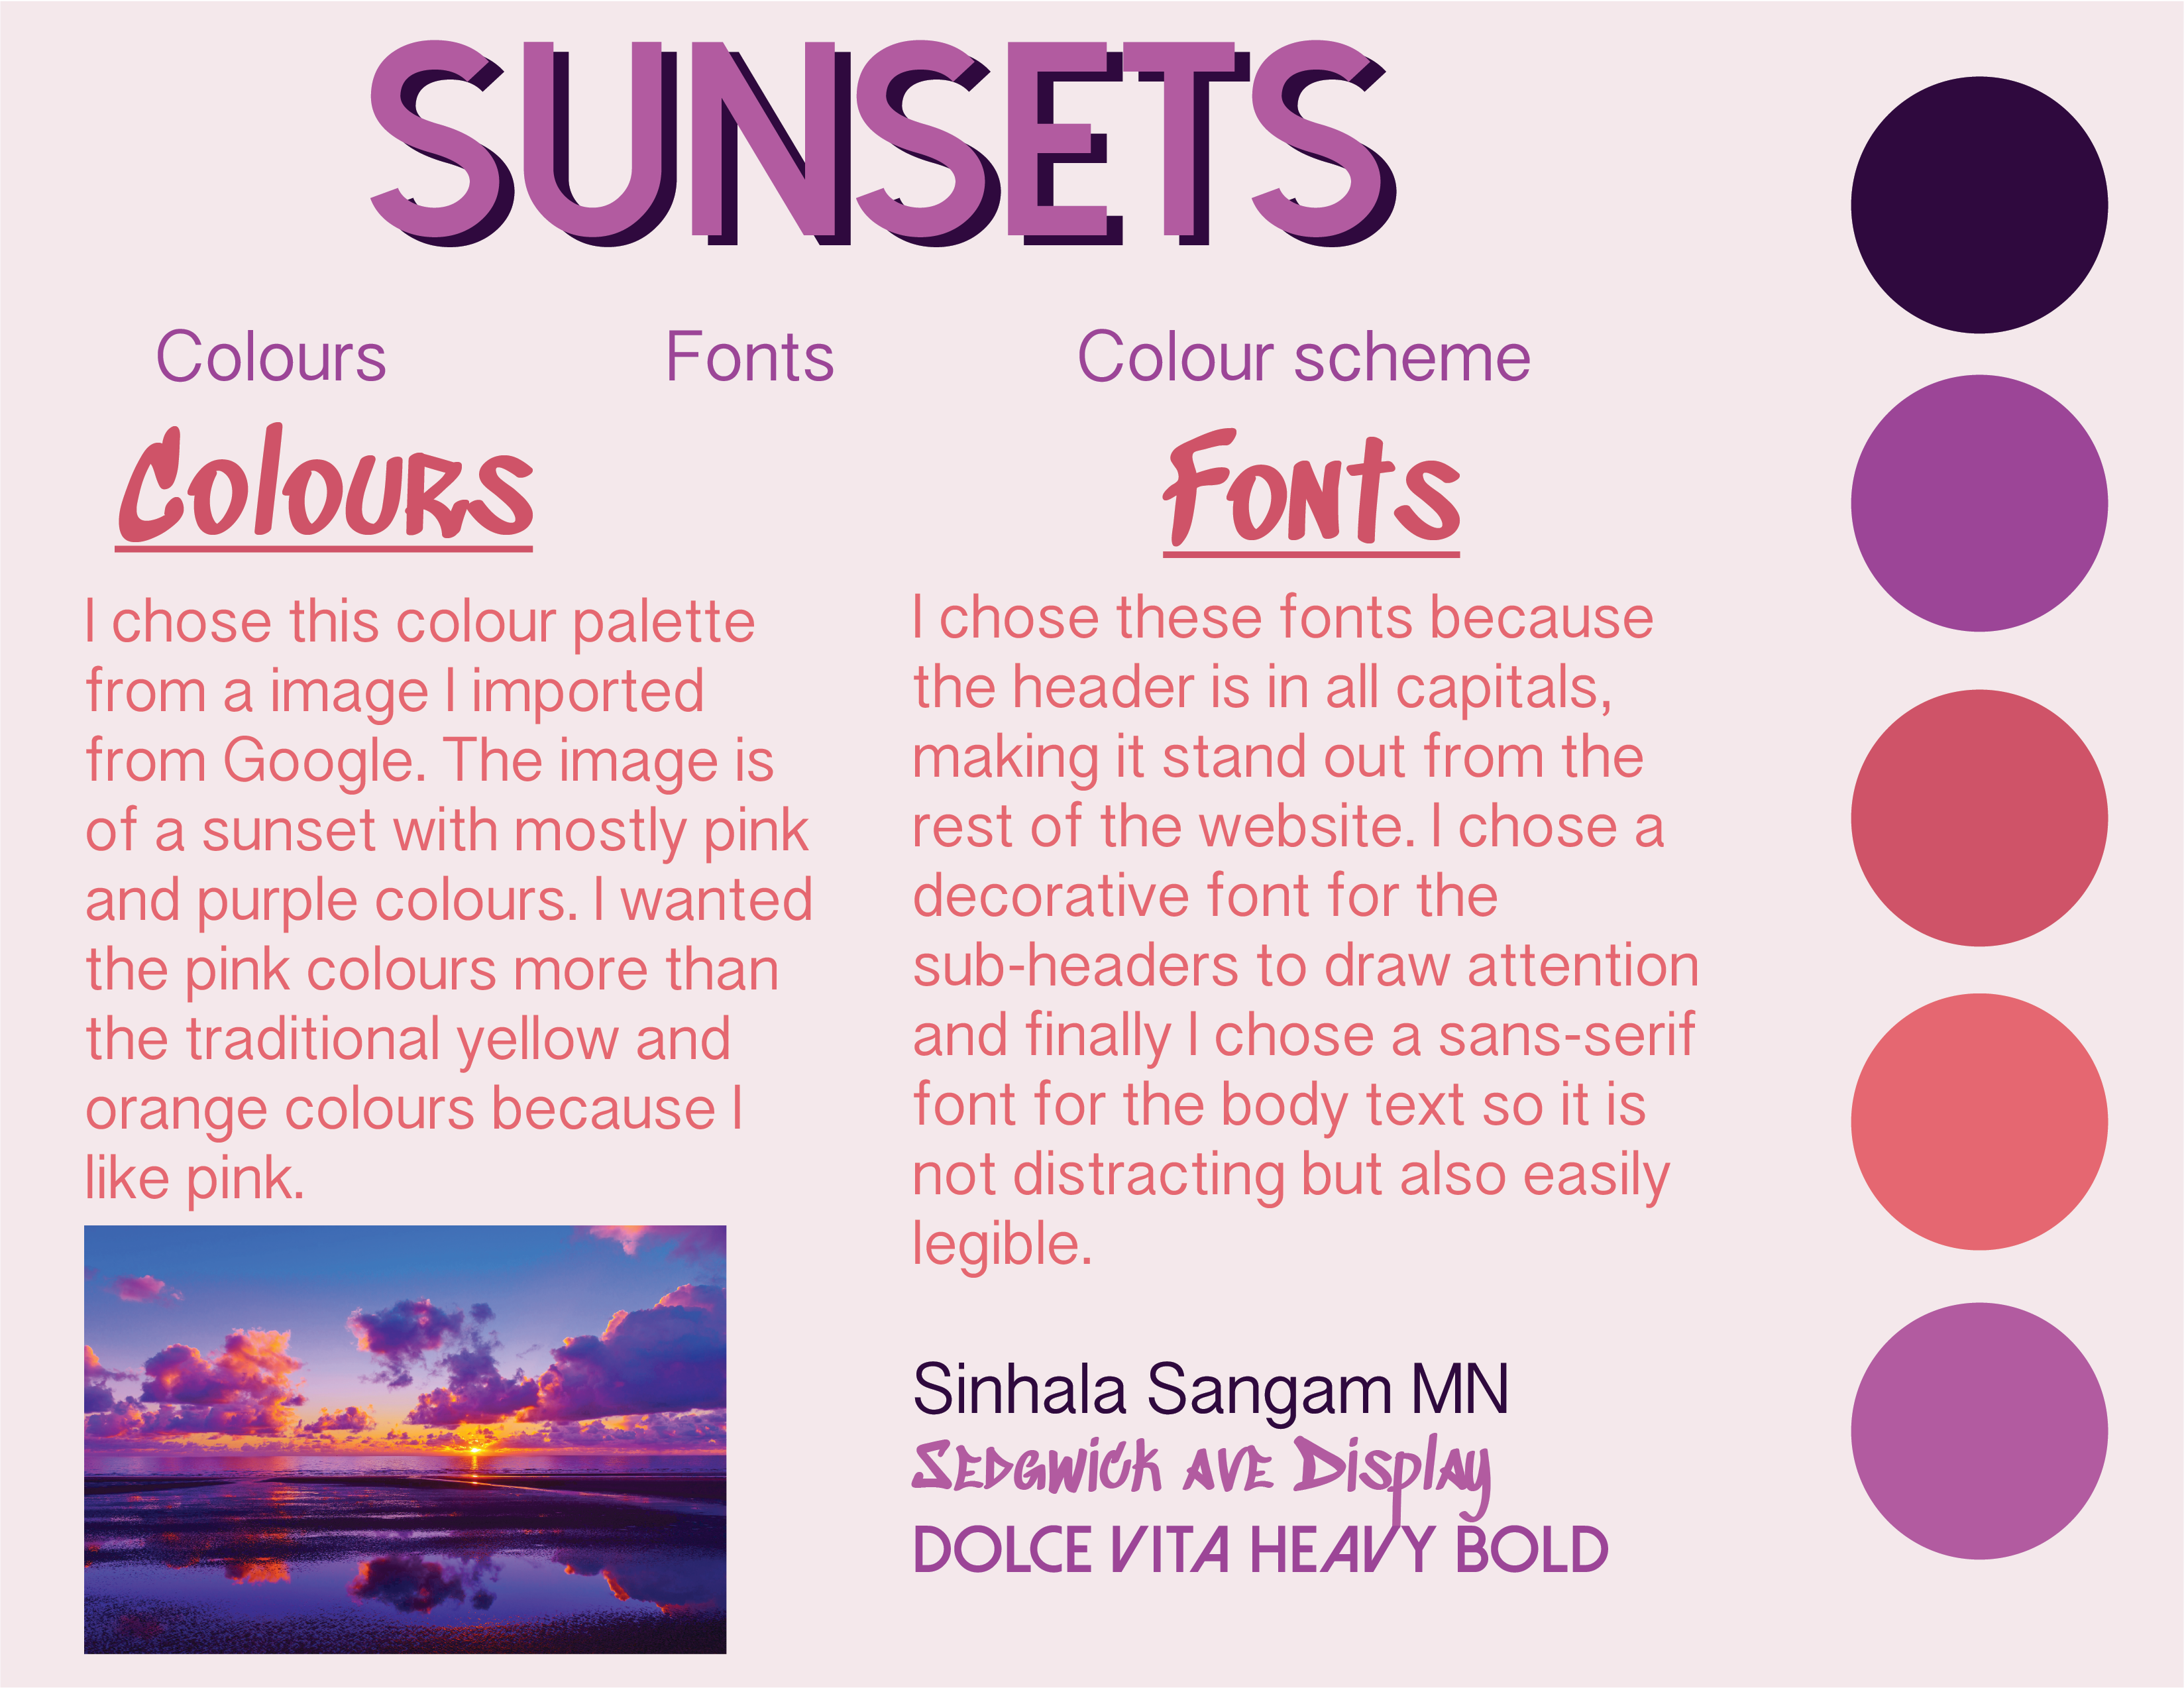 SUNSETS
Colours Fonts Colour scheme
Colours
I chose this colour palette
from a image I imported
from Google. The image is
of a sunset with mostly pink
and purple colours. I wanted
the pink colours more than
the traditional yellow and
orange colours because I
like pink.
Fonts
I chose these fonts because
the header is in all capitals,
making it stand out from the
rest of the website. I chose a
decorative font for the
sub-headers to draw attention
and finally I chose a sans-serif
font for the body text so it is
not distracting but also easily
legible.
Sinhala Sangam MN
Sedgwick Ave Display
DOLCE VITA HEAVY BOLD